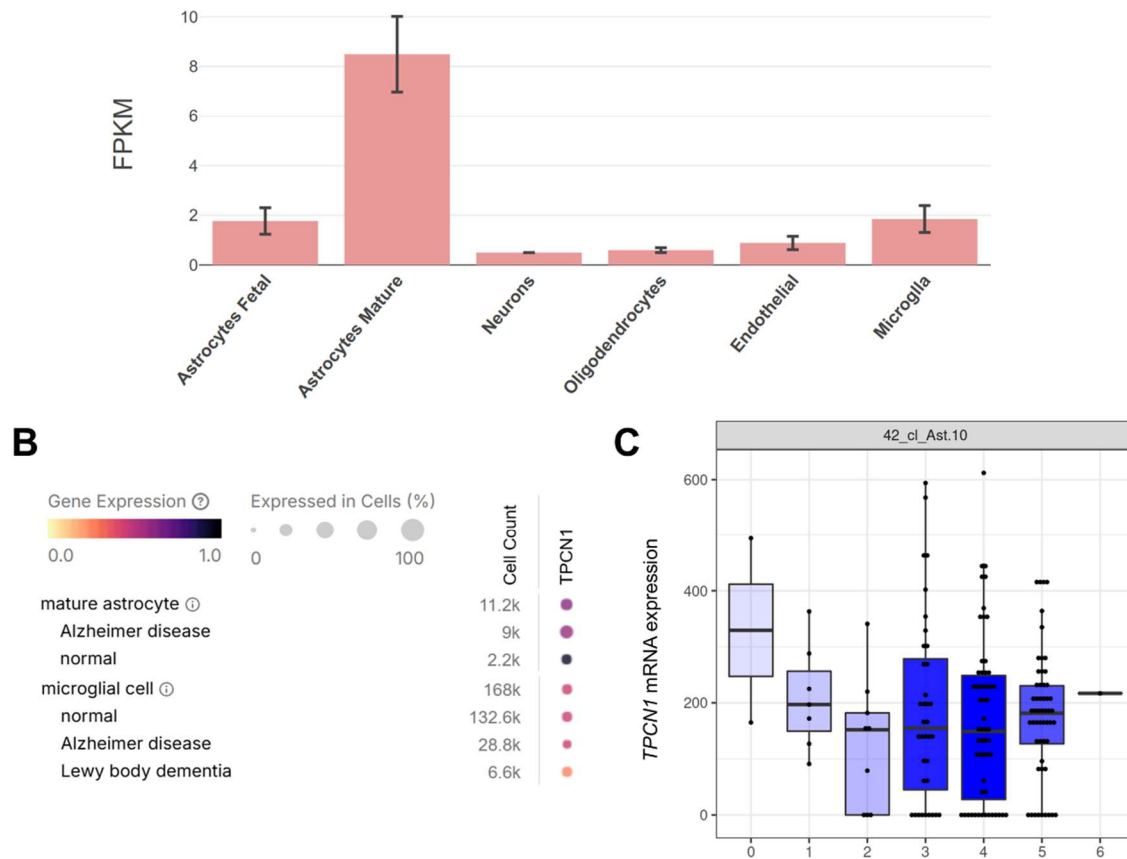 10
8
6
4
2
0
FPKM
Astrocytes Fetal
Astrocytes Mature
Neurons
Oligodendrocytes
Endothelial
Microglia
B
Gene Expression ?
0.0 1.0
Expressed in Cells (%)
0 100
Cell Count
TPCN1
mature astrocyte i 11.2k
Alzheimer disease 9k
normal 2.2k
microglial cell i 168k
normal 132.6k
Alzheimer disease 28.8k
Lewy body dementia 6.6k
C
42_cl_Ast.10
TPCN1 mRNA expression
600
400
200
0
0 1 2 3 4 5 6